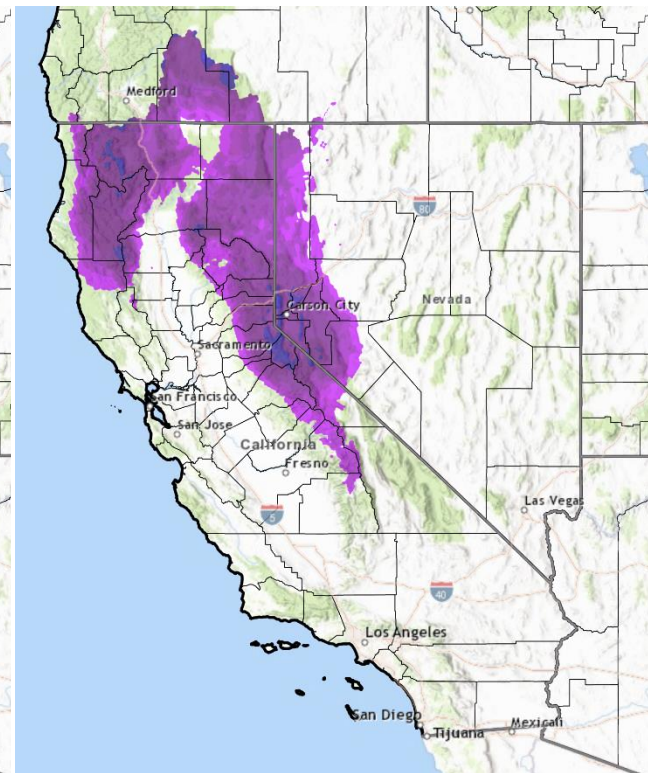 Medford
80
Carson City
Nevada
Sacramento
San Francisco
San Jose
California
Fresno
Las Vegas
5
40
Los Angeles
San Diego
Mexicali
Tijuana